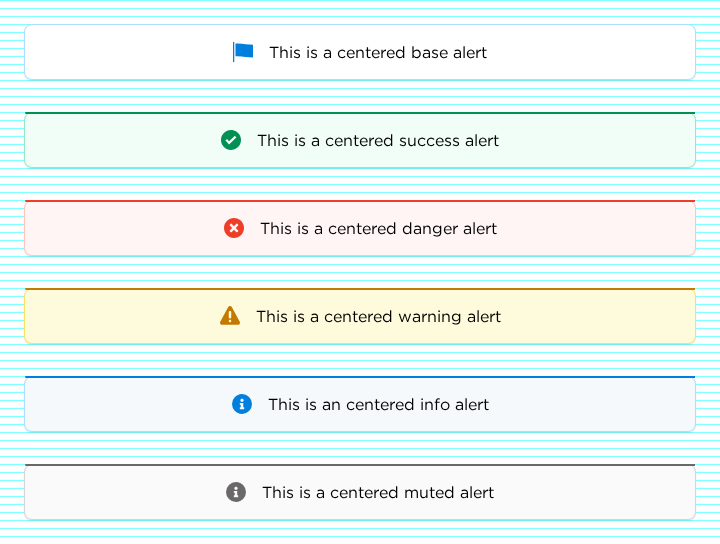 This is a centered base alert
This is a centered success alert
This is a centered danger alert
This is a centered warning alert
This is an centered info alert
This is a centered muted alert